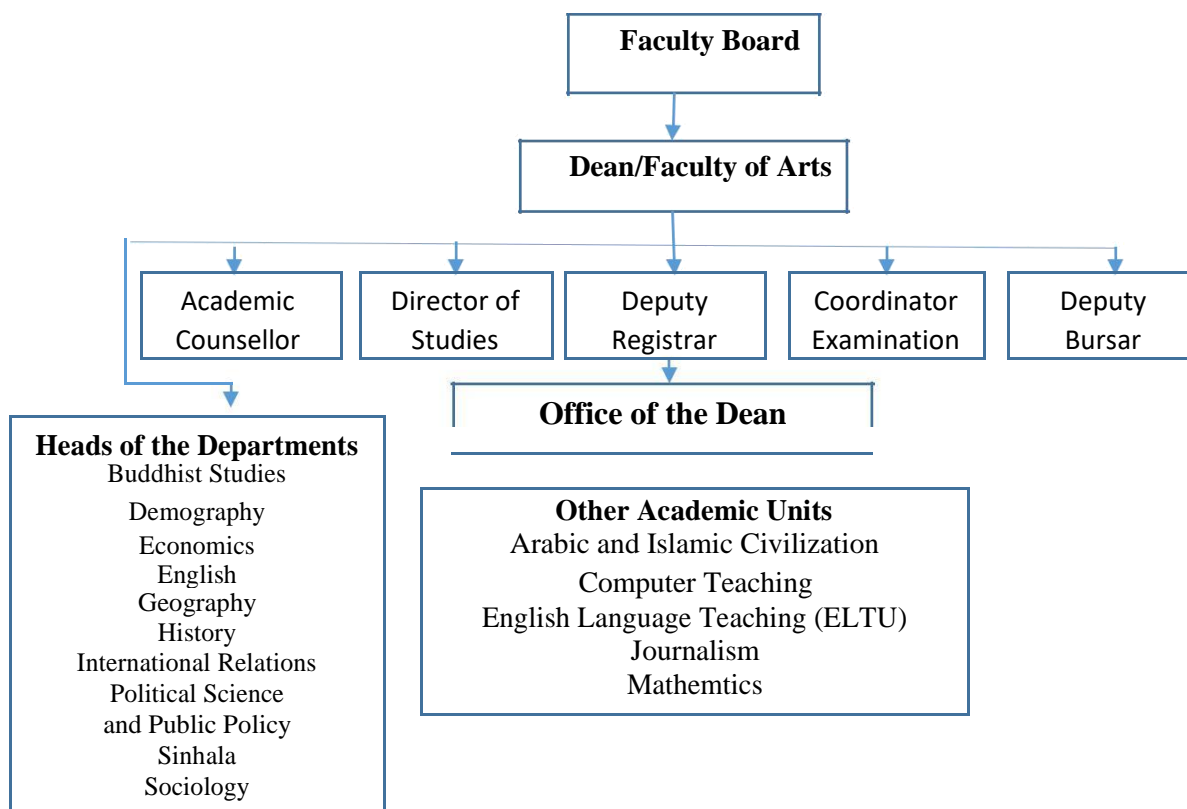 Faculty Board
Dean/Faculty of Arts
Academic
Counsellor
Director of
Studies
Deputy
Registrar
Coordinator
Examination
Deputy
Bursar
Office of the Dean
Heads of the Departments
Buddhist Studies
Demography
Economics
English
Geography
History
International Relations
Political Science
and Public Policy
Sinhala
Sociology
Other Academic Units
Arabic and Islamic Civilization
Computer Teaching
English Language Teaching (ELTU)
Journalism
Mathemtics